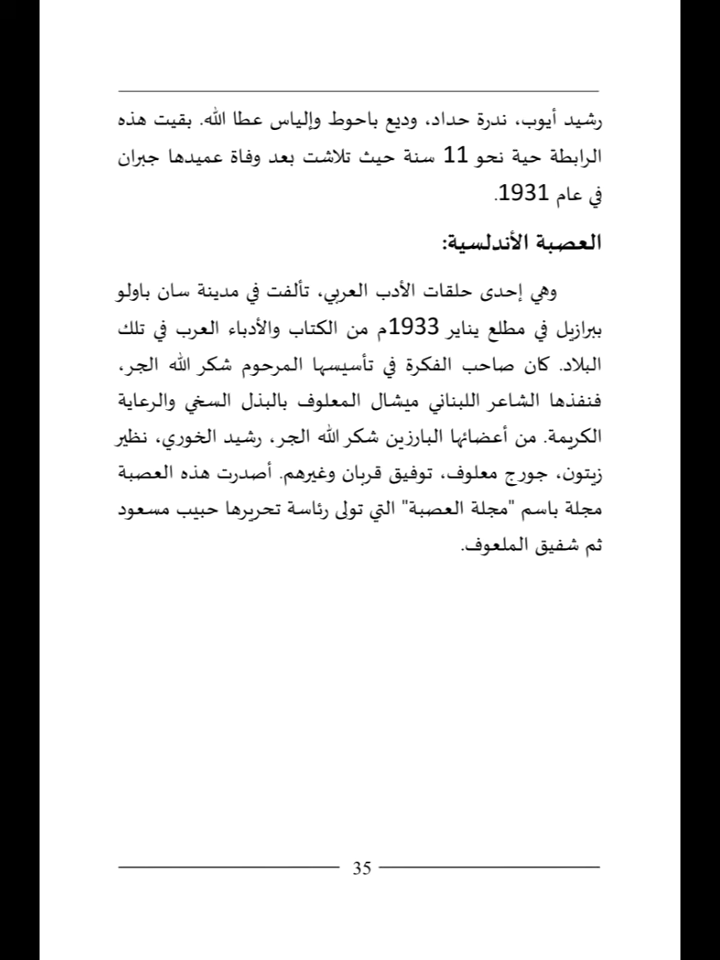 رشيد أيوب، ندرة حداد، وديع باحوط وإلياس عطا الله. بقيت هذه
الرابطة حية نحو 11 سنة حيث تلاشت بعد وفاة عميدها جبران
في عام 1931.
العصبة الأندلسية:
وهي إحدى حلقات الأدب العربي، تألفت في مدينة سان باولو
ببرازيل في مطلع يناير 1933م من الكتاب والأدباء العرب في تلك
البلاد. كان صاحب الفكرة في تأسيسها المرحوم شكر الله الجر،
فنفذها الشاعر اللبناني ميشال المعلوف بالبذل السخي والرعاية
الكريمة. من أعضائها البارزين شكر الله الجر، رشيد الخوري، نظير
زيتون، جورج معلوف، توفيق قربان وغيرهم. أصدرت هذه العصبة
مجلة باسم "مجلة العصبة" التي تولى رئاسة تحريرها حبيب مسعود
ثم شفيق الملعوف.
35